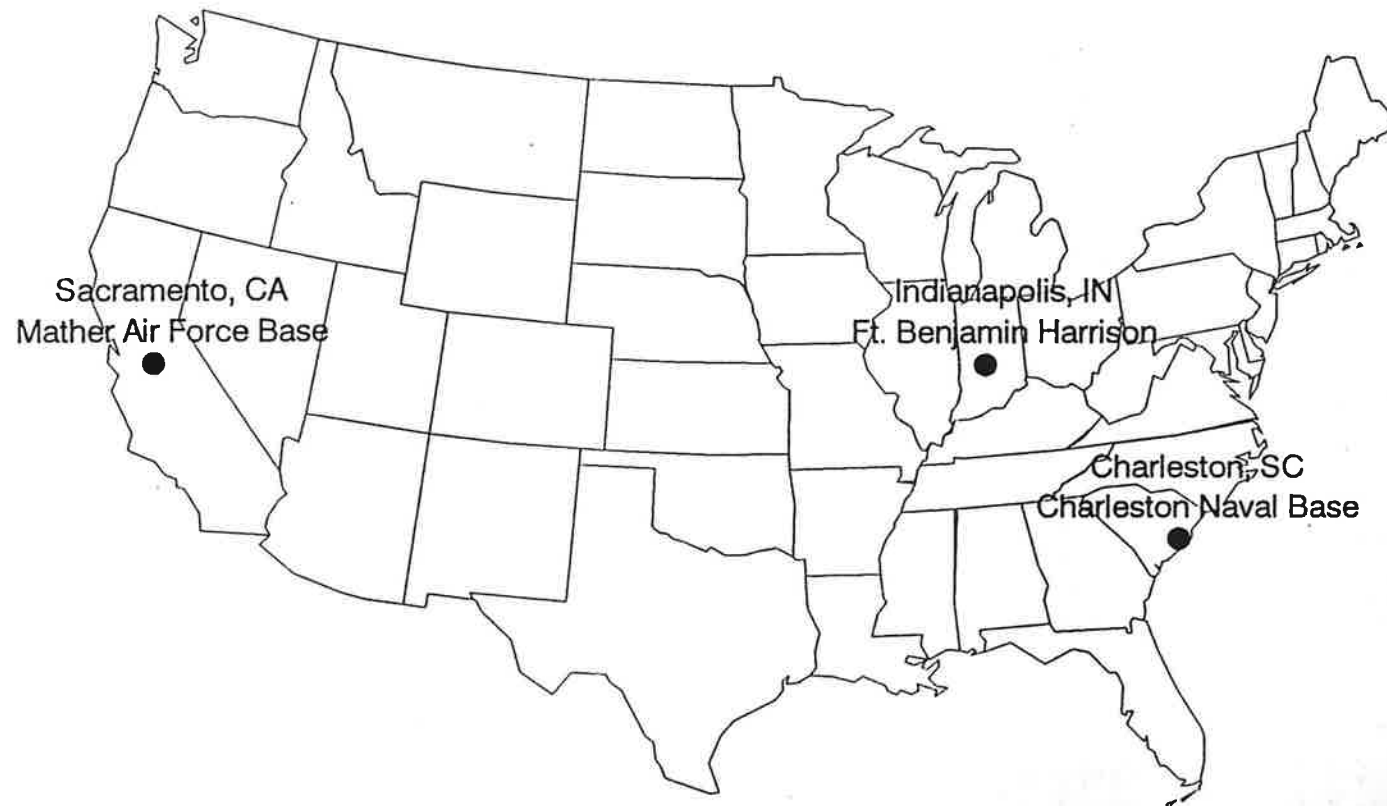 Sacramento, CA
Mather Air Force Base
Indianapolis, IN
Ft. Benjamin Harrison
Charleston, SC
Charleston Naval Base